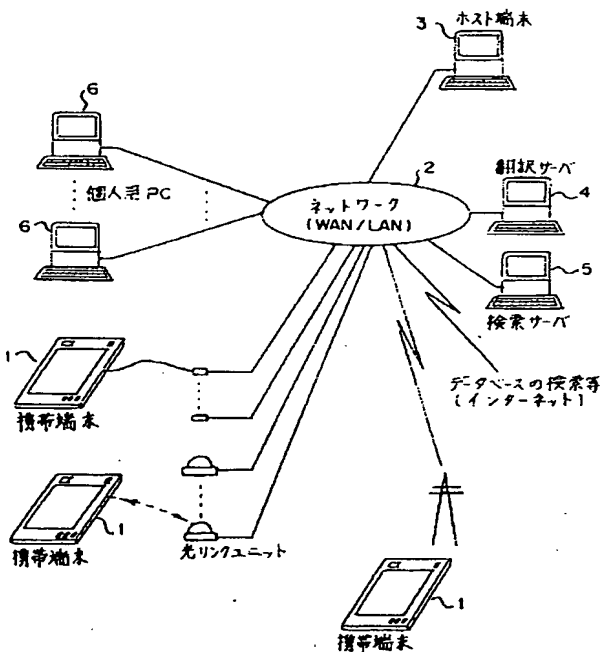 3 ホスト端末
6
個人系PC
6
2
ネットワーク
(WAN/LAN)
翻訳サーバ
4
5
検索サーバ
データベースの検索等
(インターネット)
1
携帯端末
1
携帯端末
光リンクユニット
1
携帯端末